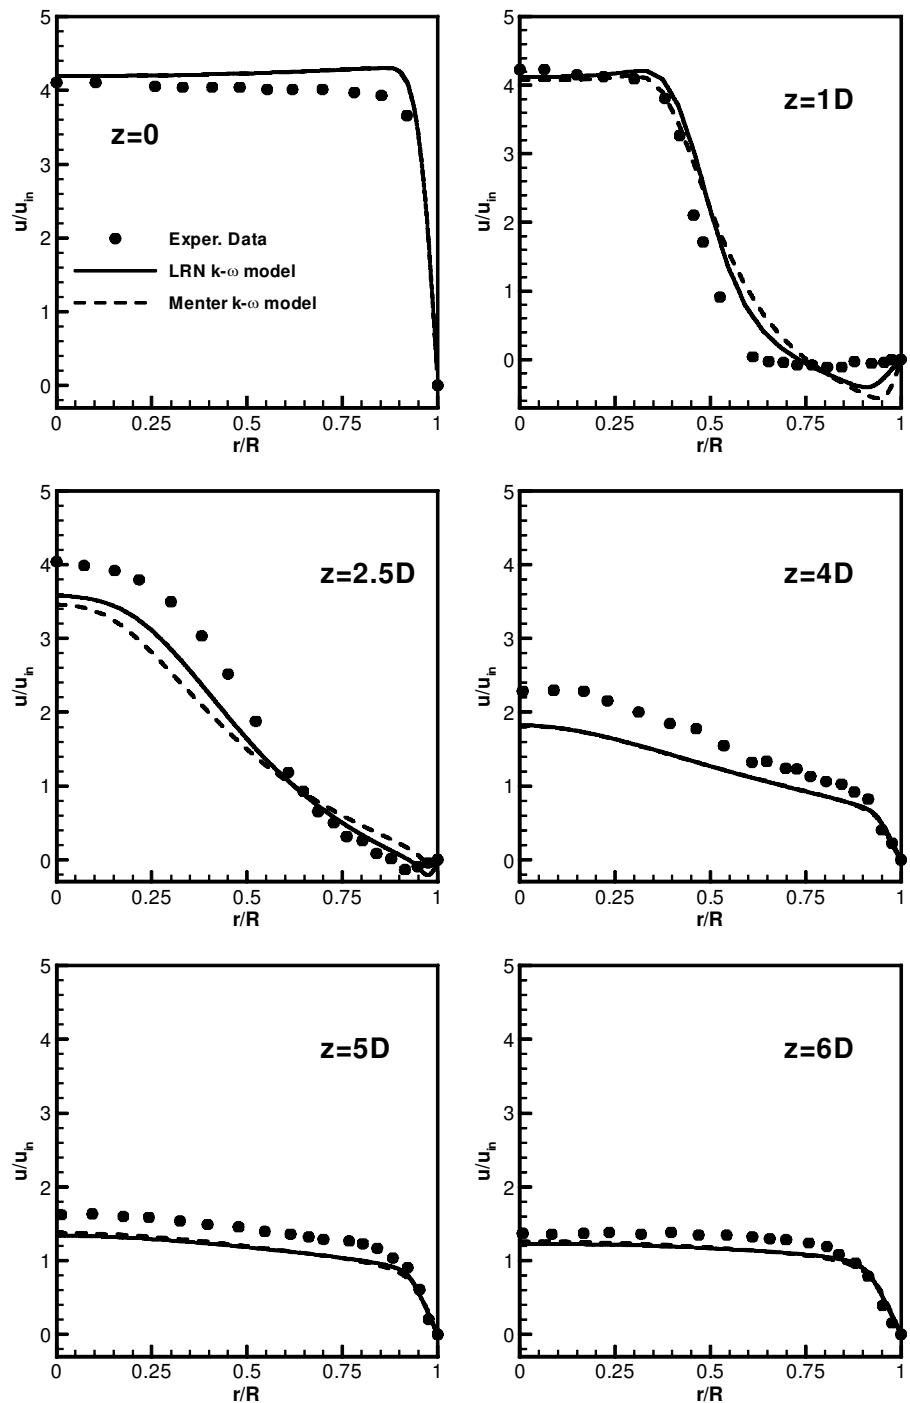 5
4
3
2
1
0
u/u_in
z=0
Exper. Data
LRN k-ω model
Menter k-ω model
0 0.25 0.5 0.75 1
r/R
5
4
3
2
1
0
u/u_in
z=1D
0 0.25 0.5 0.75 1
r/R
5
4
3
2
1
0
u/u_in
z=2.5D
0 0.25 0.5 0.75 1
r/R
5
4
3
2
1
0
u/u_in
z=4D
0 0.25 0.5 0.75 1
r/R
5
4
3
2
1
0
u/u_in
z=5D
0 0.25 0.5 0.75 1
r/R
5
4
3
2
1
0
u/u_in
z=6D
0 0.25 0.5 0.75 1
r/R